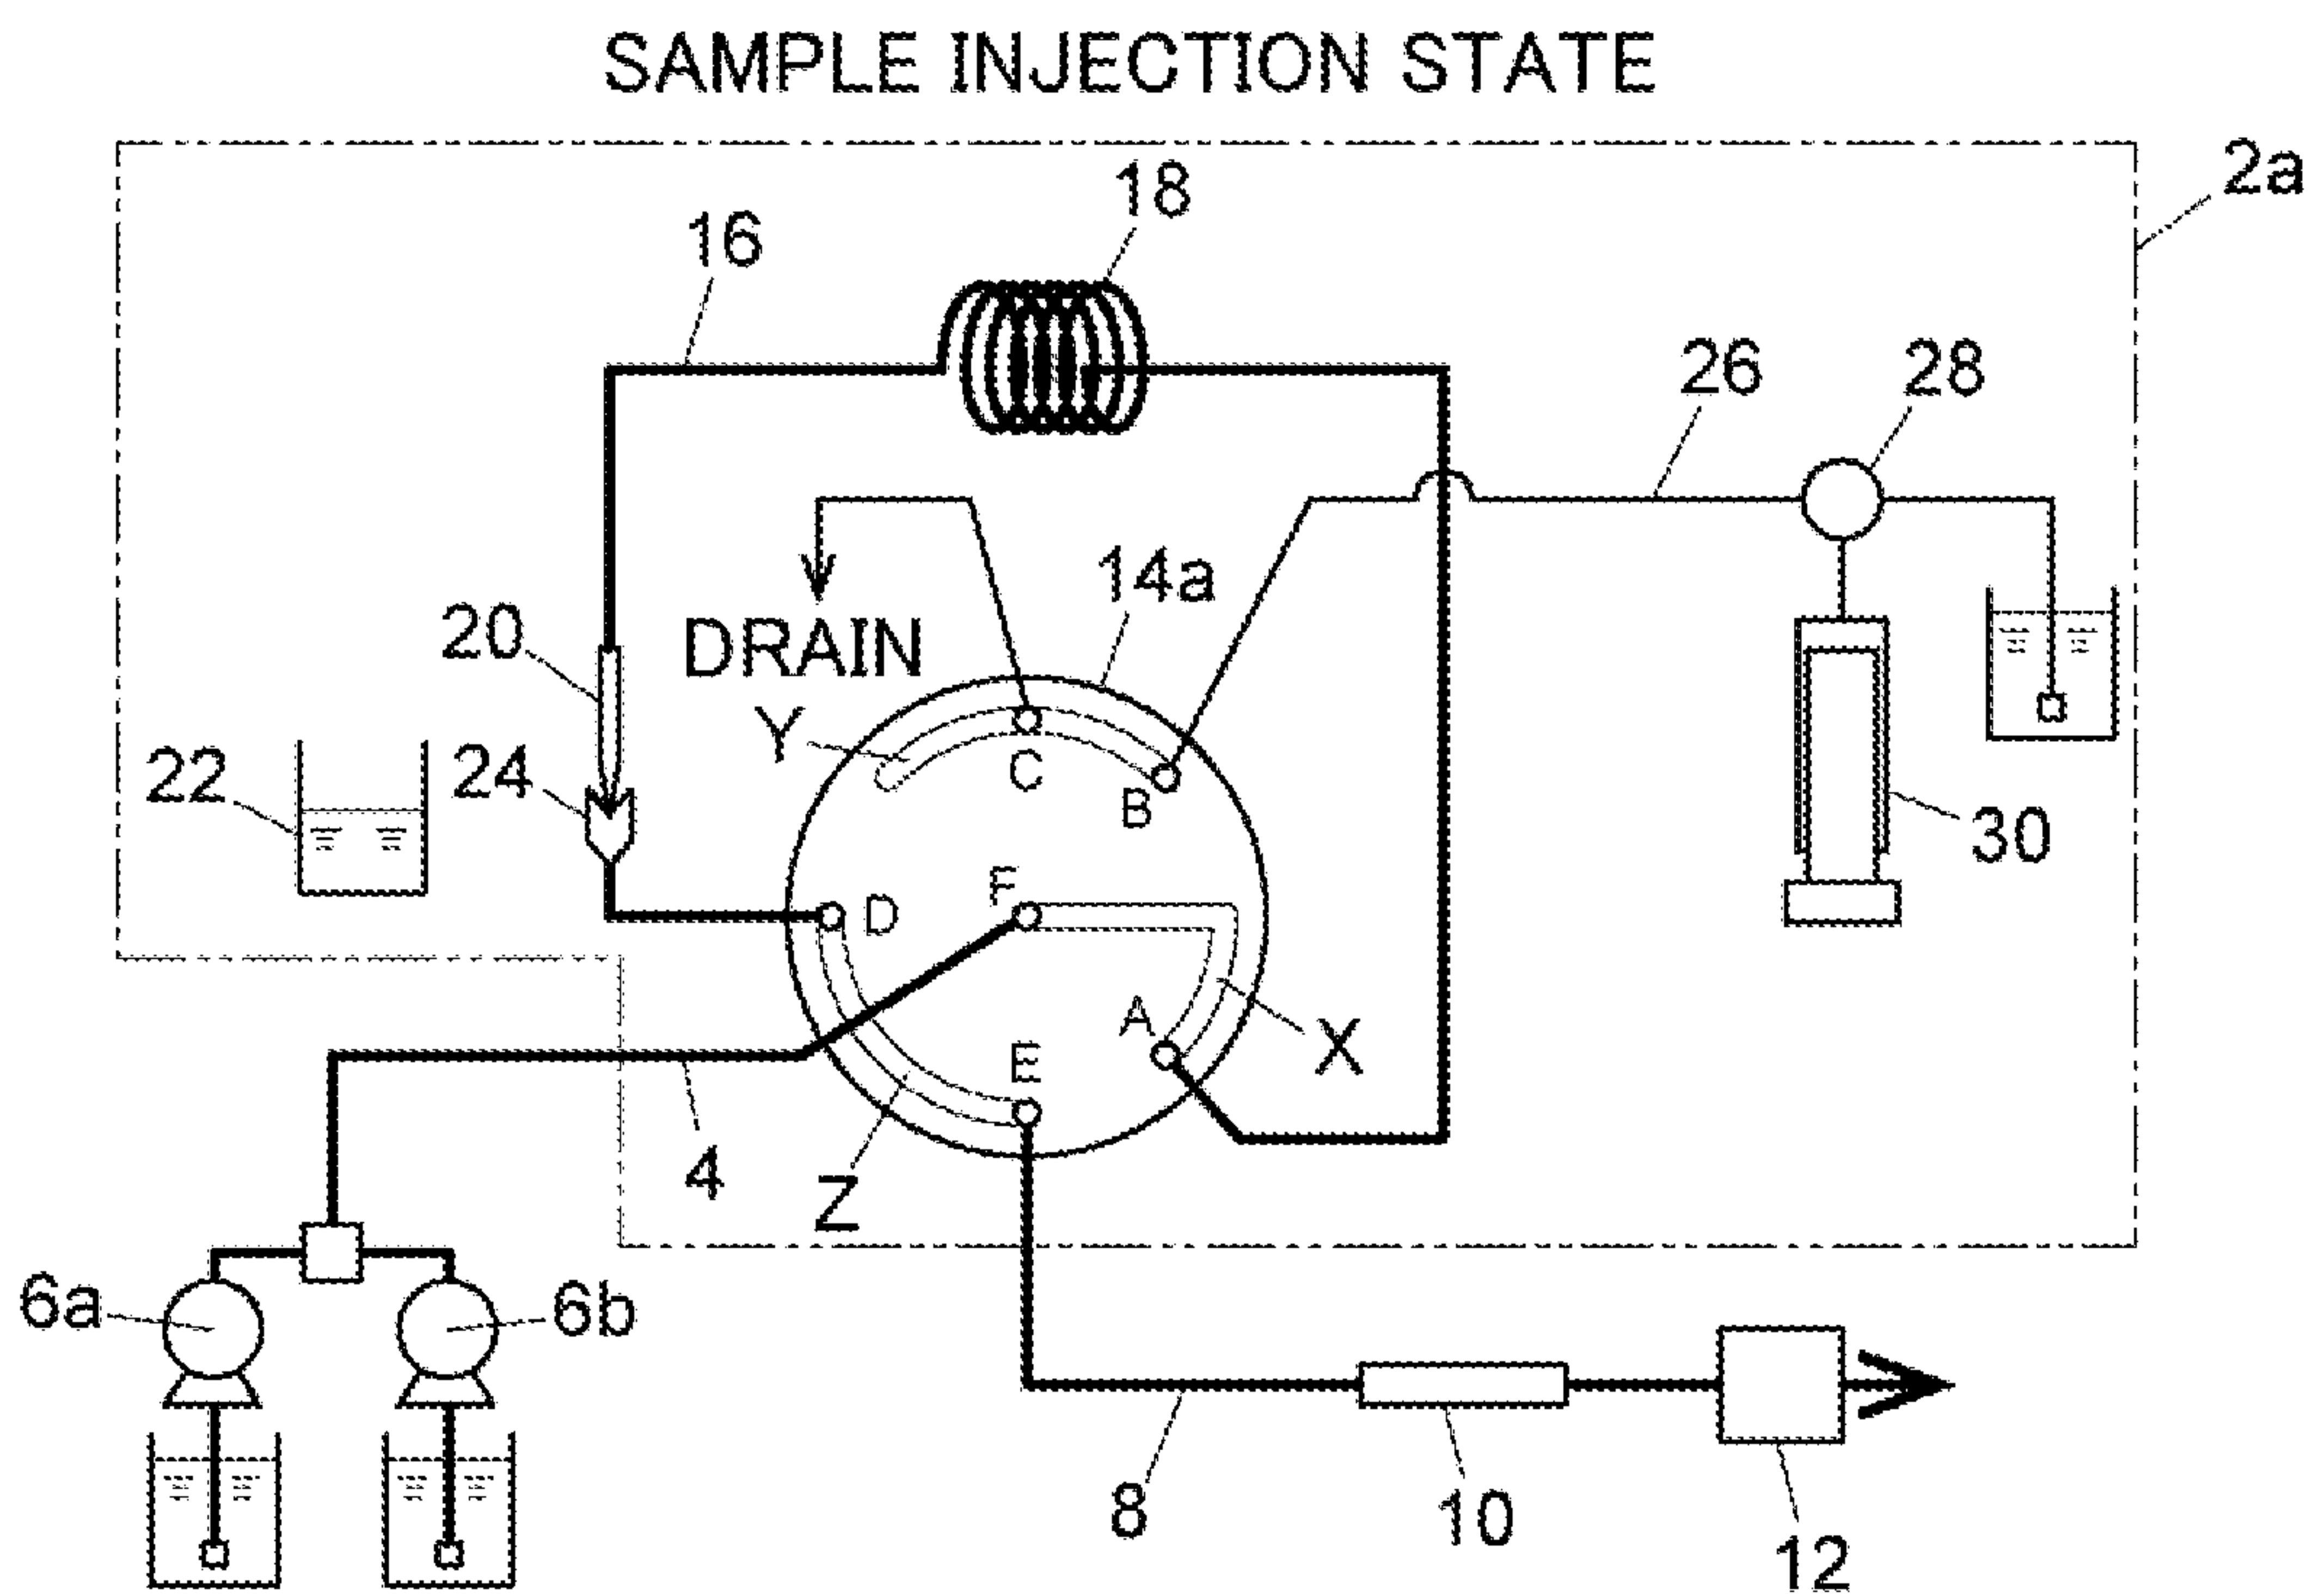 SAMPLE INJECTION STATE
2a
18
16
26
28
14a
20
DRAIN
Y
C
22
24
B
30
F
D
A
X
E
4
Z
6a
6b
8
10
12